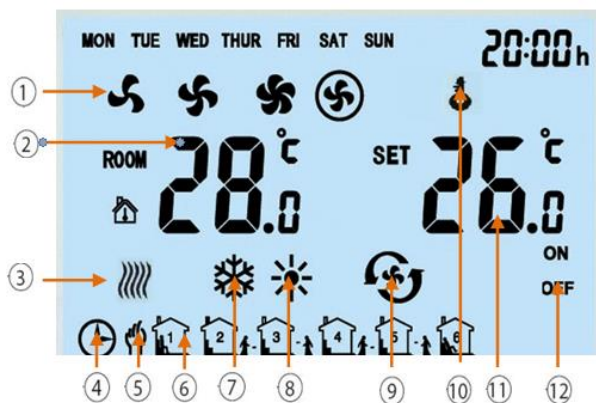 MON TUE WED THUR FRI SAT SUN 20:00h
1
2 ROOM 28.0°C SET 26.0°C
ON
3 OFF
1 2 3 4 5 6
4 5 6 7 8 9 10 11 12